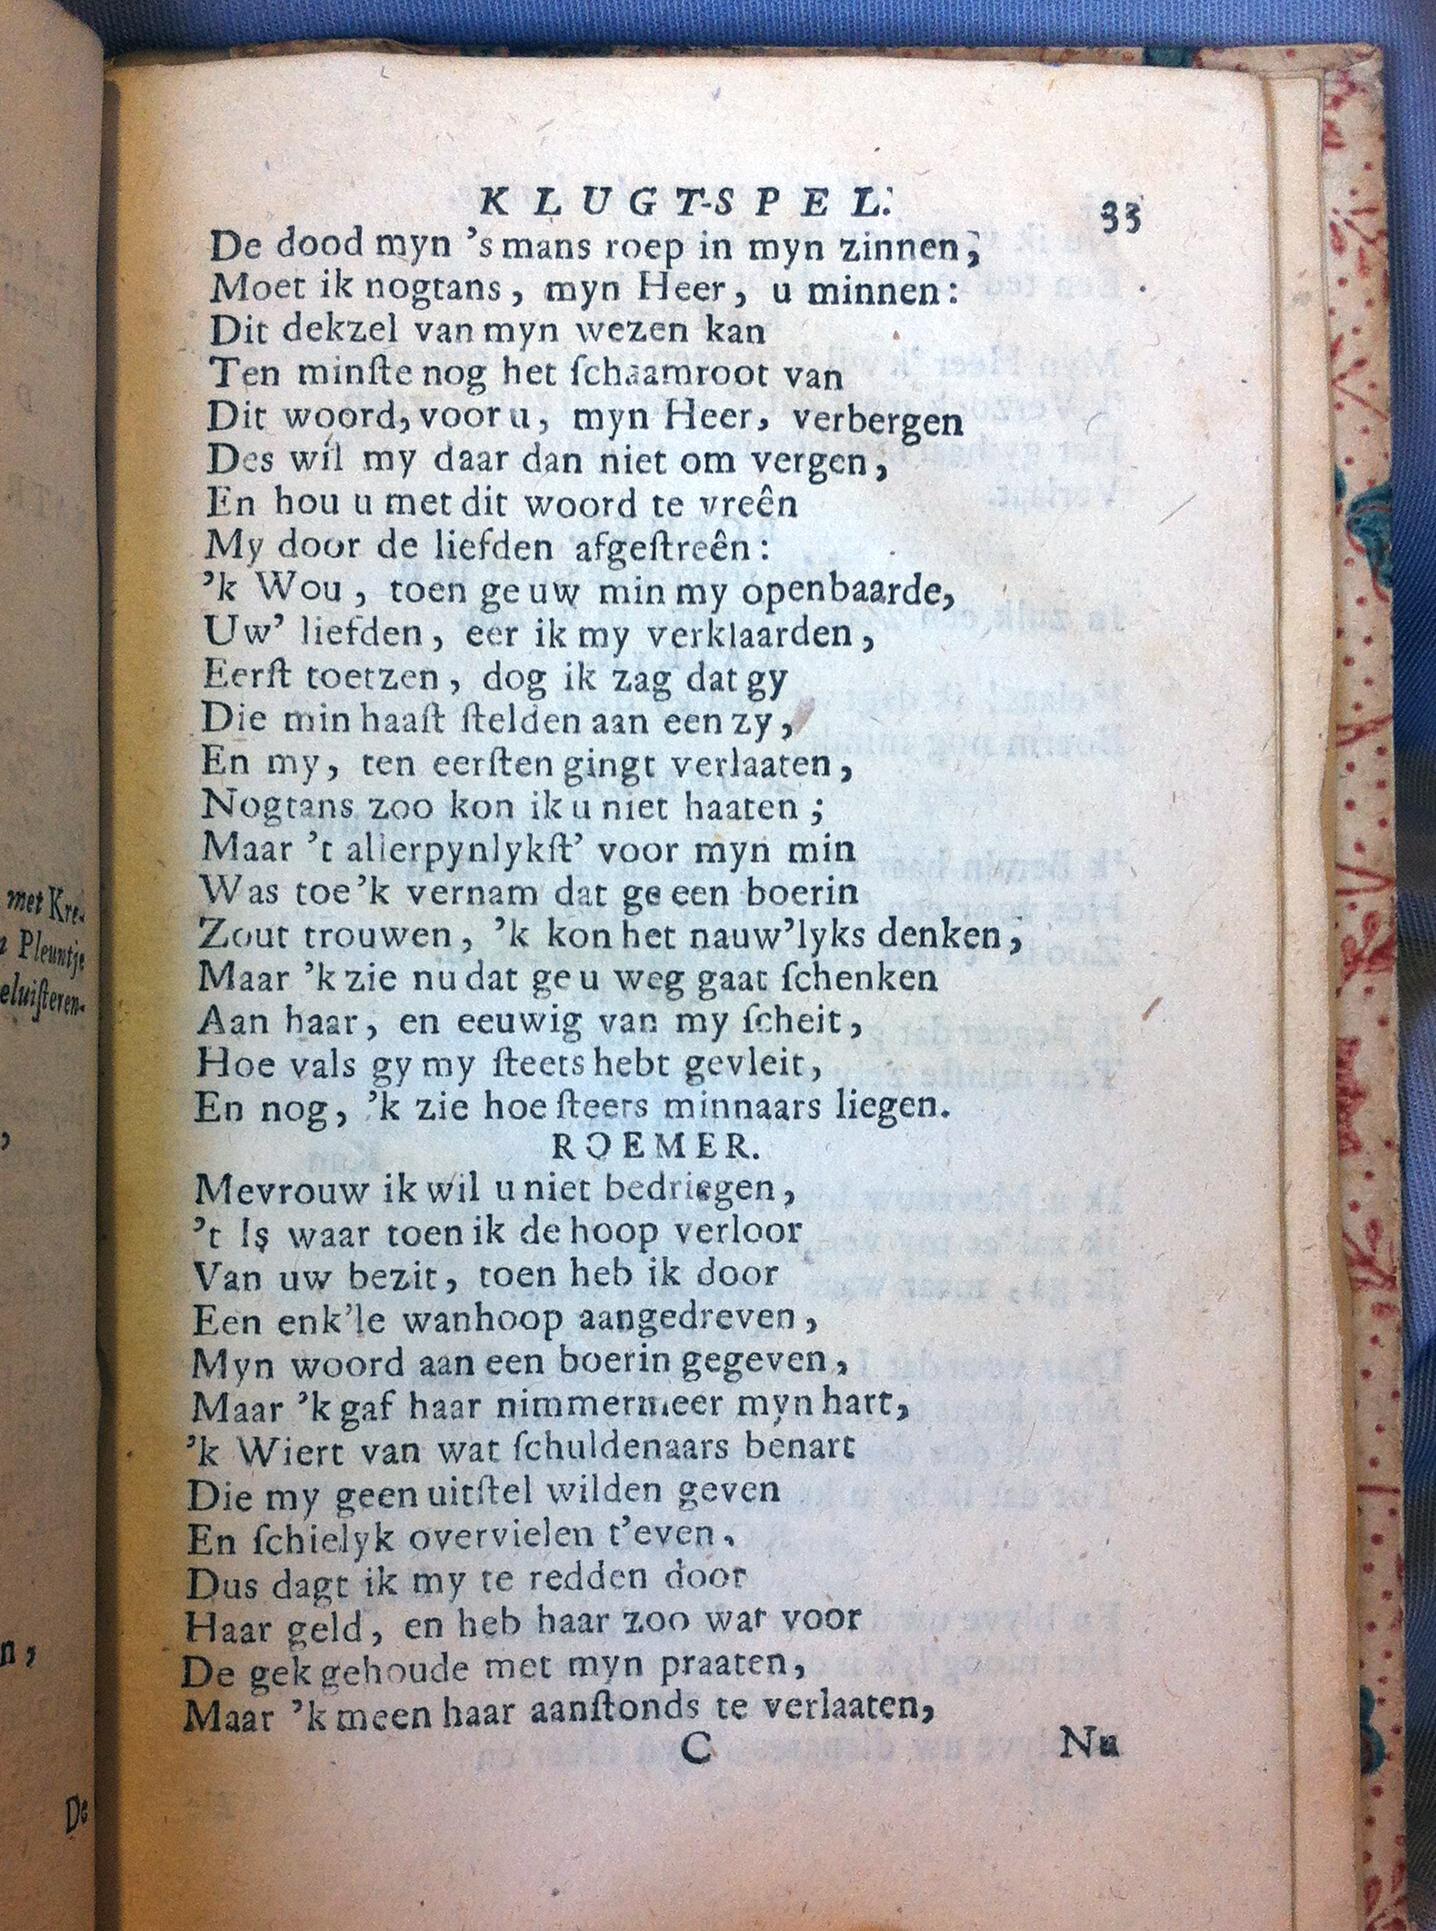 KLUGT-SPEL. 33
De dood myn 's mans roep in myn zinnen,
Moet ik nogtans, myn Heer, u minnen:
Dit dekzel van myn wezen kan
Ten minſte nog het ſchaamroot van
Dit woord, voor u, myn Heer, verbergen
Des wil my daar dan niet om vergen,
En hou u met dit woord te vreên
My door de liefden afgeſtreên:
'k Wou, toen ge uw min my openbaarde,
Uw' liefden, eer ik my verklaarden,
Eerſt toetzen, dog ik zag dat gy
Die min haaſt ſtelden aan een zy,
En my, ten eerſten gingt verlaaten,
Nogtans zoo kon ik u niet haaten;
Maar 't allerpynlykſt' voor myn min
Was toe 'k vernam dat ge een boerin
Zout trouwen, 'k kon het nauw'lyks denken;
Maar 'k zie nu dat ge u weg gaat ſchenken
Aan haar, en eeuwig van my ſcheit,
Hoe vals gy my ſteets hebt gevleit,
En nog, 'k zie hoe ſteets minnaars liegen.
ROEMER.
Mevrouw ik wil u niet bedriegen,
't Is waar toen ik de hoop verloor
Van uw bezit, toen heb ik door
Een enk'le wanhoop aangedreven,
Myn woord aan een boerin gegeven,
Maar 'k gaf haar nimmermeer myn hart,
'k Wiert van wat ſchuldenaars benart
Die my geen uitſtel wilden geven
En ſchielyk overvielen t'even,
Dus dagt ik my te redden door
Haar geld, en heb haar zoo wat voor
De gek gehoude met myn praaten,
Maar 'k meen haar aanſtonds te verlaaten,
C Nu
met Kre-
Pleuntje
eluiſteren-
,
n,
De